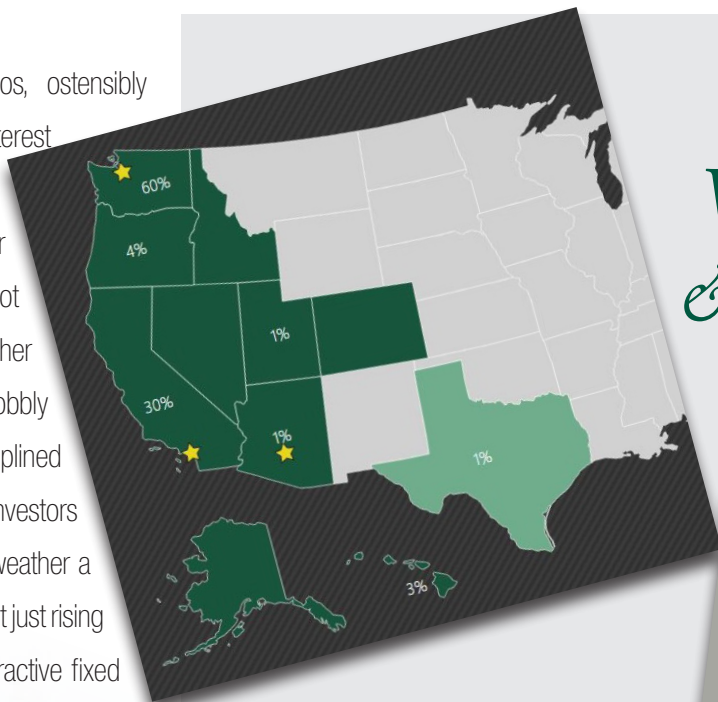 os, ostensibly
terest
r
ot
her
obbly
plined
nvestors
weather a
t just rising
ractive fixed
60%
4%
1%
30%
1%
1%
3%